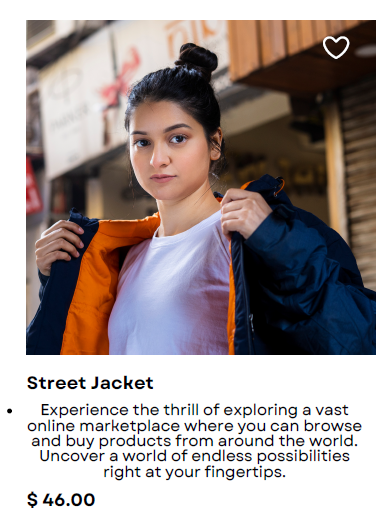 Street Jacket
• Experience the thrill of exploring a vast
online marketplace where you can browse
and buy products from around the world.
Uncover a world of endless possibilities
right at your fingertips.
$ 46.00